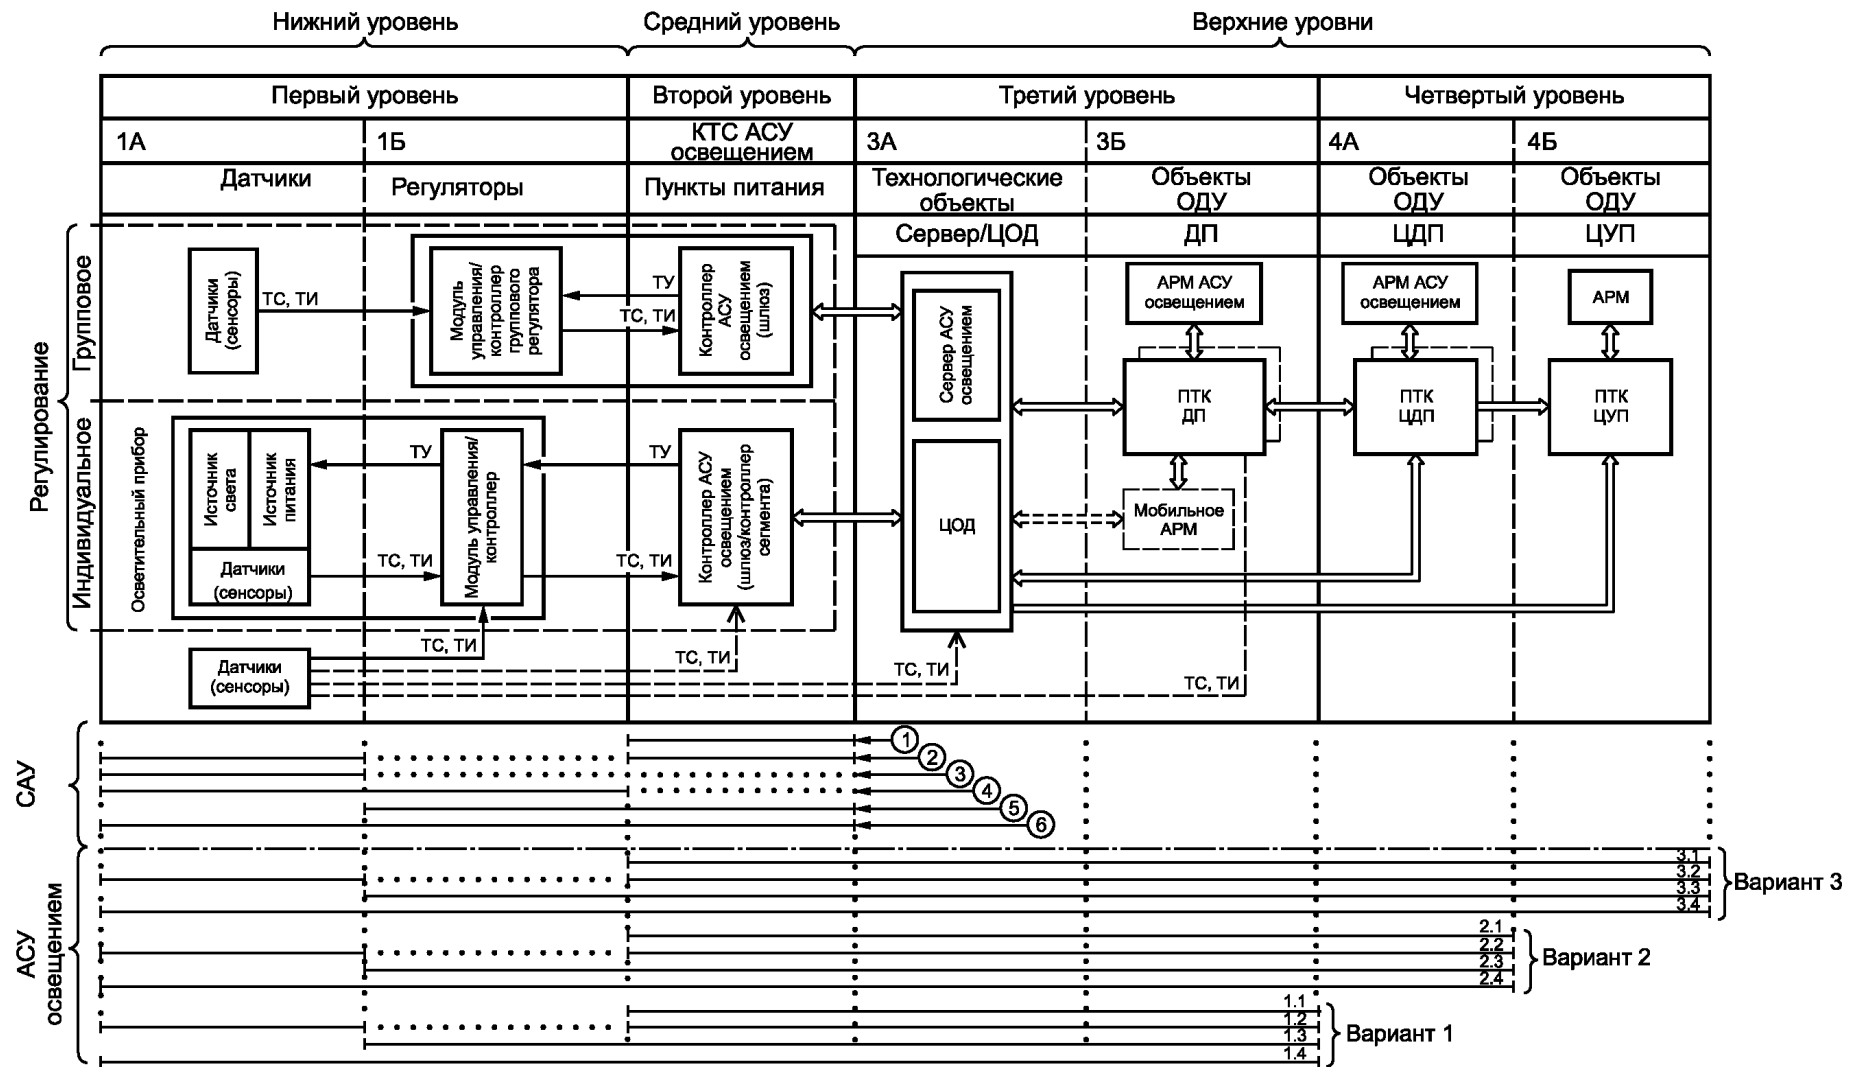 Нижний уровень
Средний уровень
Верхние уровни
Первый уровень
Второй уровень
Третий уровень
Четвертый уровень
1А
1Б
КТС АСУ
освещением
3А
3Б
4А
4Б
Датчики
Регуляторы
Пункты питания
Технологические
объекты
Объекты
ОДУ
Объекты
ОДУ
Объекты
ОДУ
Сервер/ЦОД
ДП
ЦДП
ЦУП
Регулирование
Групповое
Датчики
(сенсоры)
ТС, ТИ
Модуль
управления/
контроллер
группового
регулятора
ТУ
ТС, ТИ
Контроллер
АСУ
освещением
(шлюз)
Сервер АСУ
освещением
АРМ АСУ
освещением
АРМ АСУ
освещением
АРМ
ПТК
ДП
ПТК
ЦДП
ПТК
ЦУП
Индивидуальное
Осветительный прибор
Источник
света
Источник
питания
Датчики
(сенсоры)
ТУ
ТС, ТИ
Модуль управления/
контроллер
ТУ
ТС, ТИ
Контроллер АСУ
освещением
(шлюз/контроллер
сегмента)
ЦОД
Мобильное
АРМ
Датчики
(сенсоры)
ТС, ТИ
ТС, ТИ
ТС, ТИ
ТС, ТИ
САУ
1
2
3
4
5
6
АСУ
освещением
3.1
3.2
3.3
3.4
Вариант 3
2.1
2.2
2.3
2.4
Вариант 2
1.1
1.2
1.3
1.4
Вариант 1